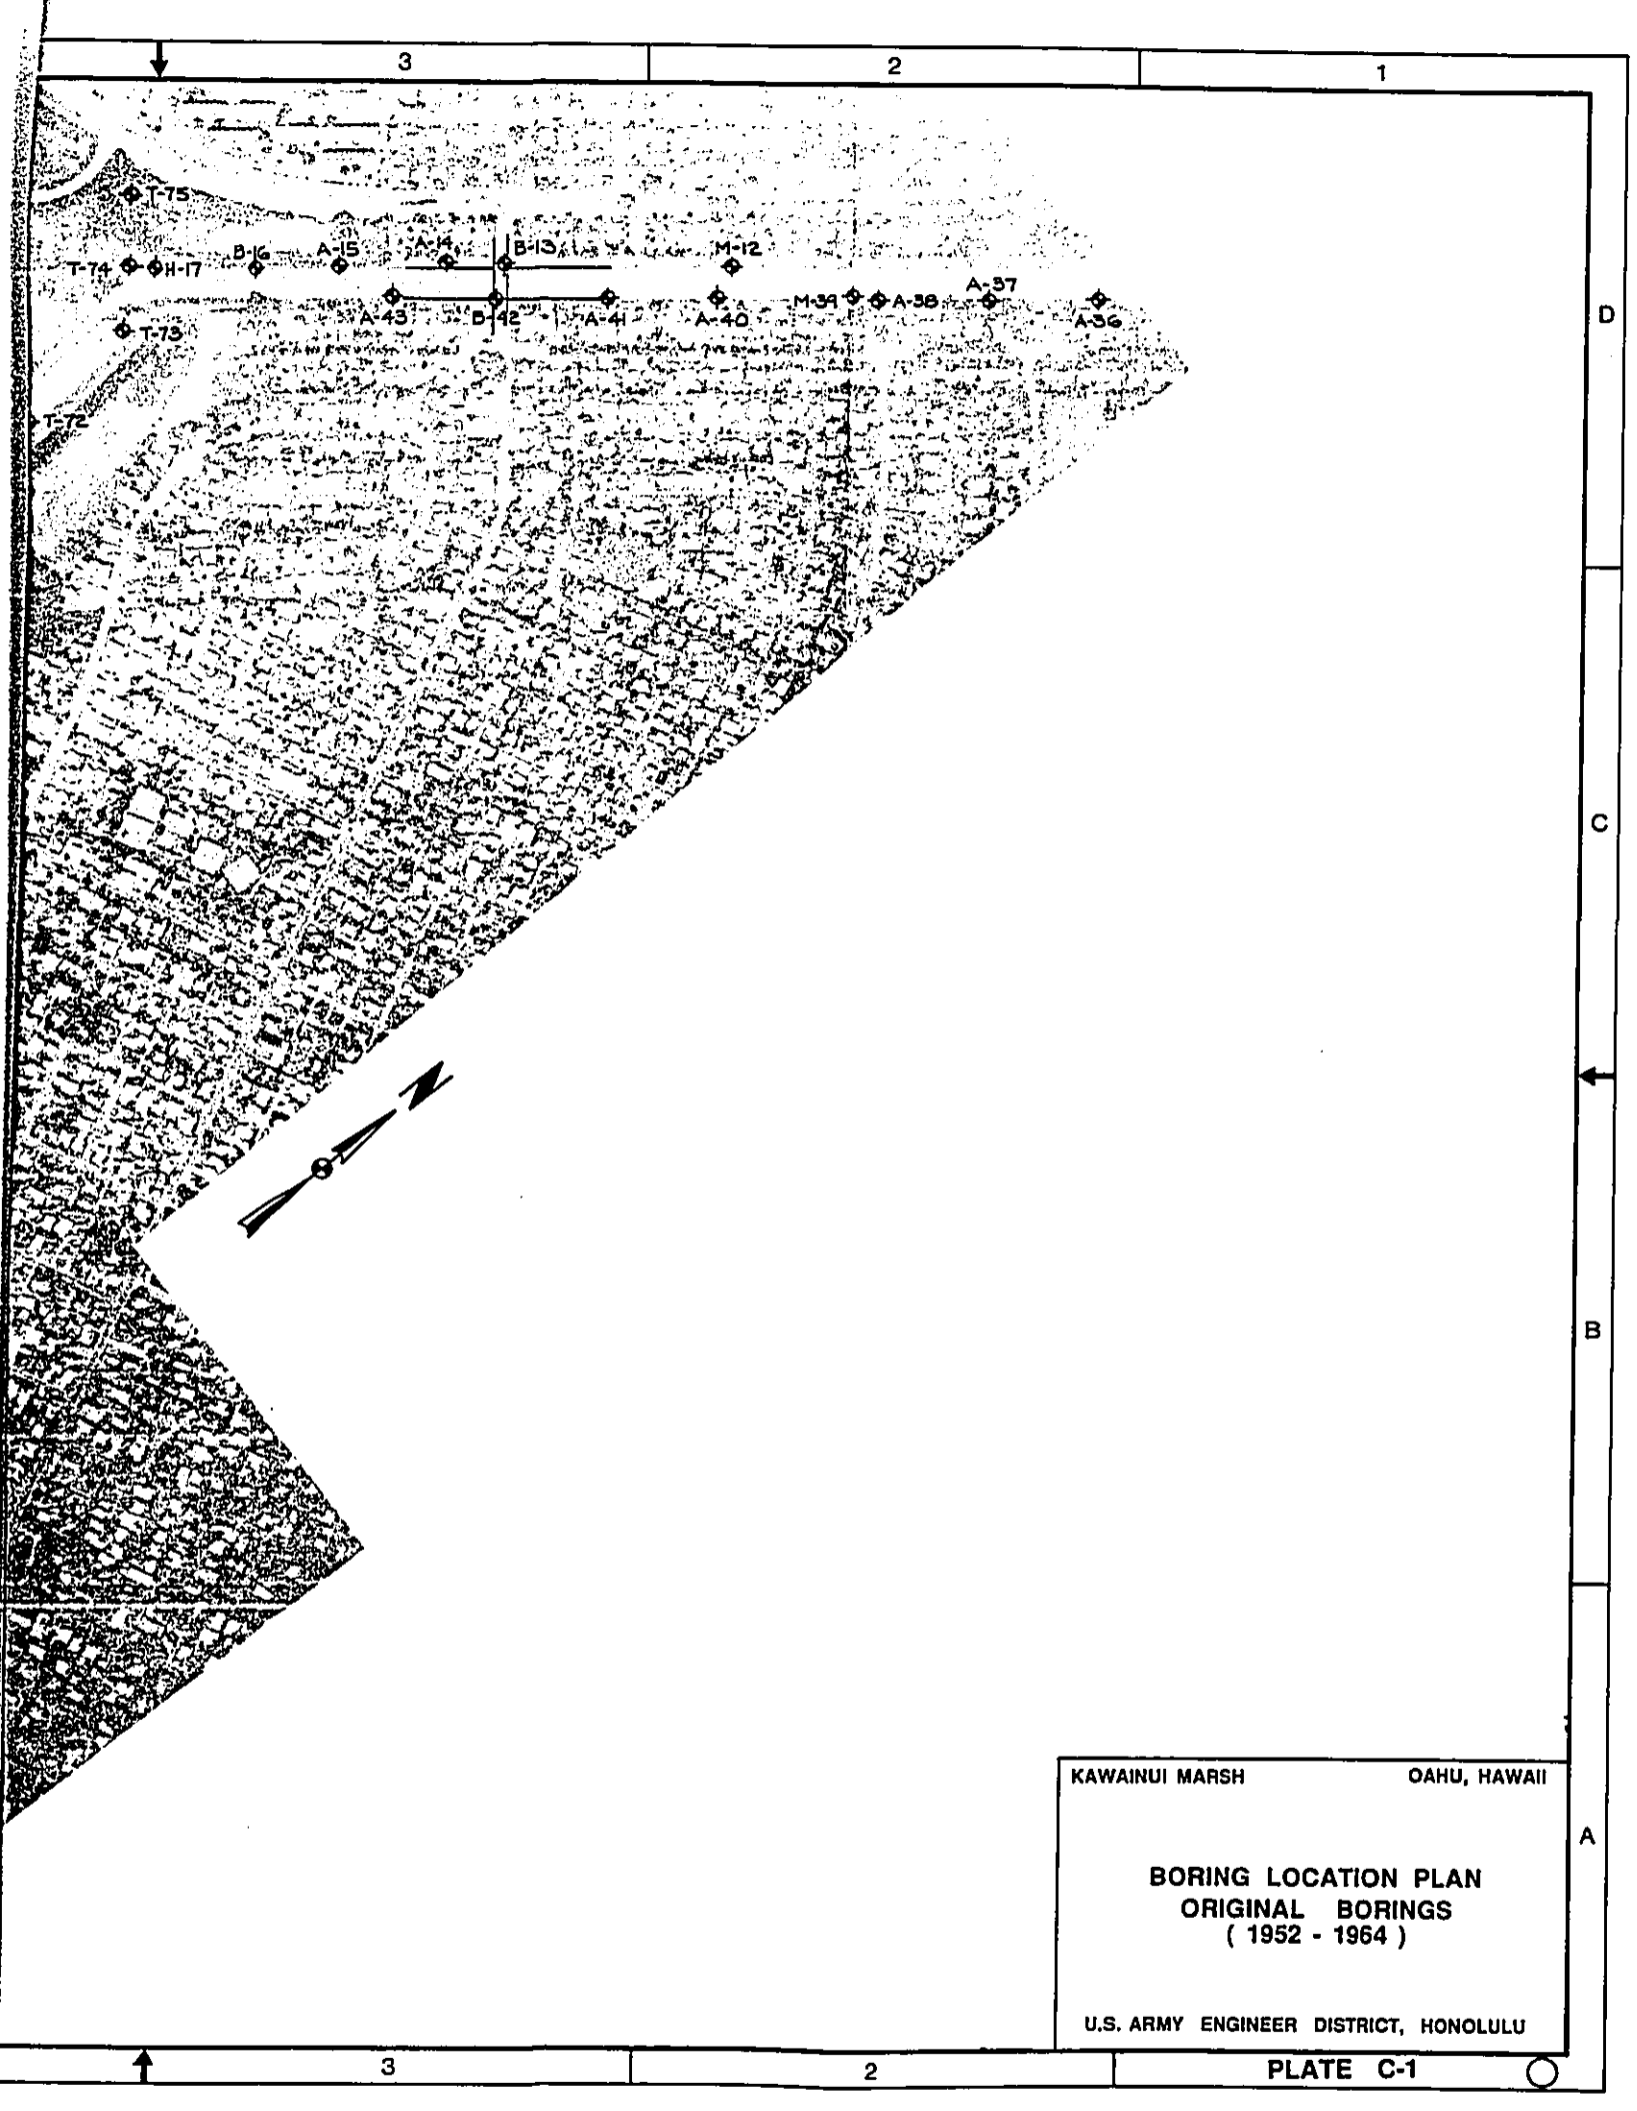 3 2 1
T-75
B-16 A-15 A-14 B-13 M-12
T-74 H-17
A-37
M-39 A-38
A-43 B-42 A-41 A-40 A-36
T-73
D
T-72
C
N
B
KAWAINUI MARSH OAHU, HAWAII
A
BORING LOCATION PLAN
ORIGINAL BORINGS
( 1952 - 1964 )
U.S. ARMY ENGINEER DISTRICT, HONOLULU
3 2 PLATE C-1